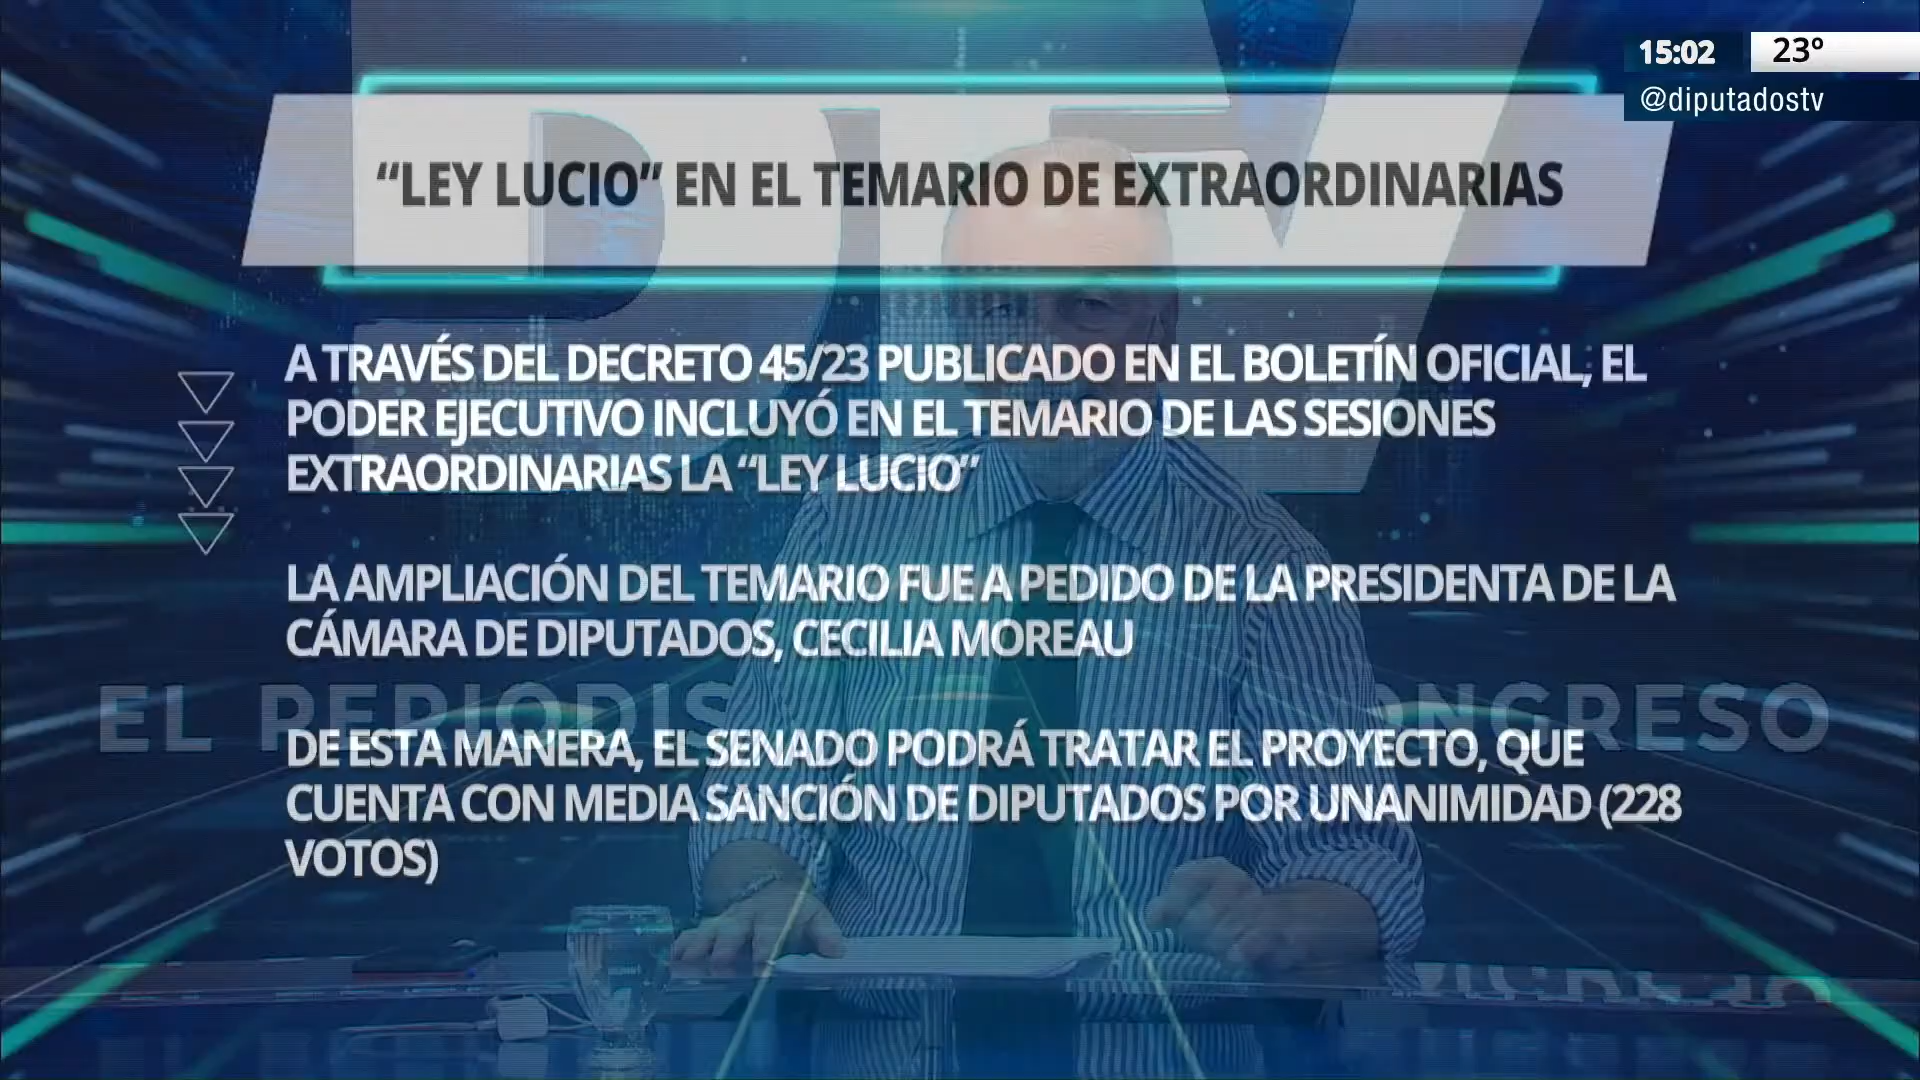 15:02 23º
@diputadostv
“LEY LUCIO” EN EL TEMARIO DE EXTRAORDINARIAS
A TRAVÉS DEL DECRETO 45/23 PUBLICADO EN EL BOLETÍN OFICIAL, EL
PODER EJECUTIVO INCLUYÓ EN EL TEMARIO DE LAS SESIONES
EXTRAORDINARIAS LA “LEY LUCIO”
LA AMPLIACIÓN DEL TEMARIO FUE A PEDIDO DE LA PRESIDENTA DE LA
CÁMARA DE DIPUTADOS, CECILIA MOREAU
EL
DE ESTA MANERA, EL SENADO PODRÁ TRATAR EL PROYECTO, QUE
CUENTA CON MEDIA SANCIÓN DE DIPUTADOS POR UNANIMIDAD (228
VOTOS)